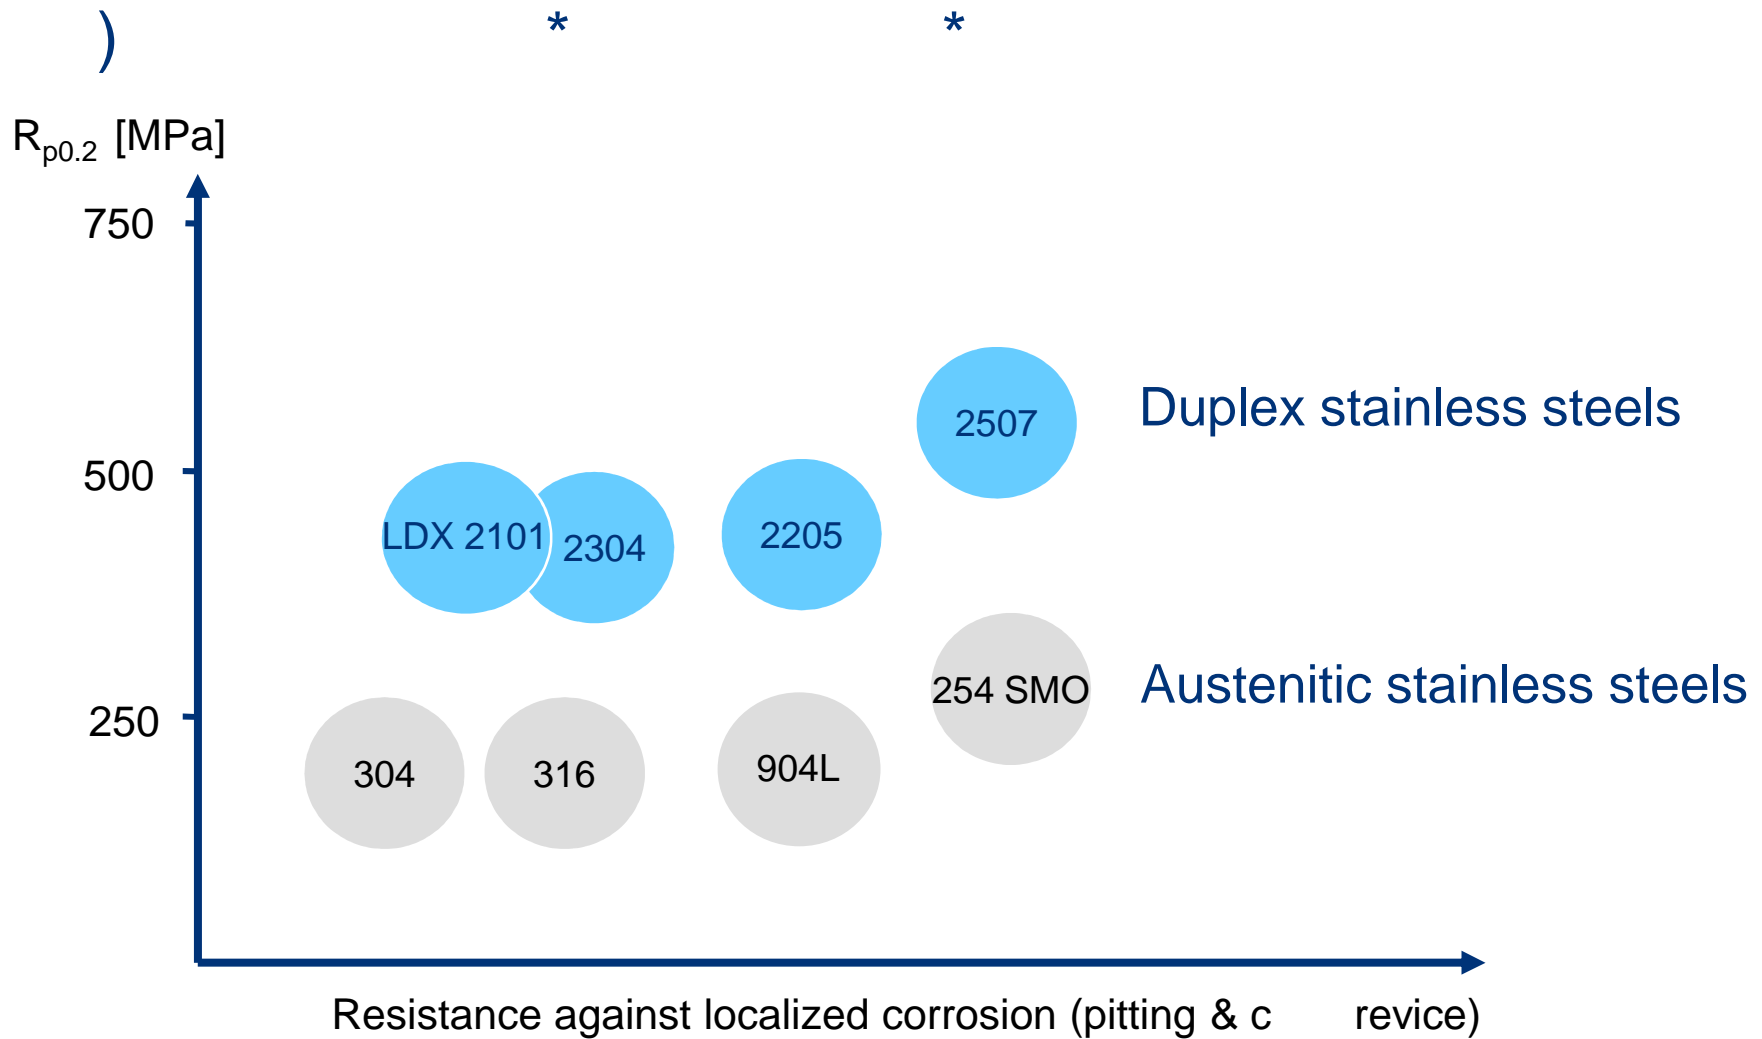 ) * *
Rp0.2 [MPa]
750
500
250
2507
Duplex stainless steels
LDX 2101
2304
2205
254 SMO
Austenitic stainless steels
304
316
904L
Resistance against localized corrosion (pitting & c revice)